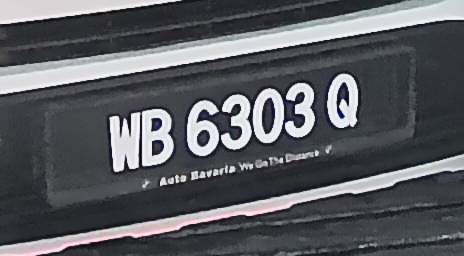 WB 6303 Q
Auto Bavaria We Go The Distance